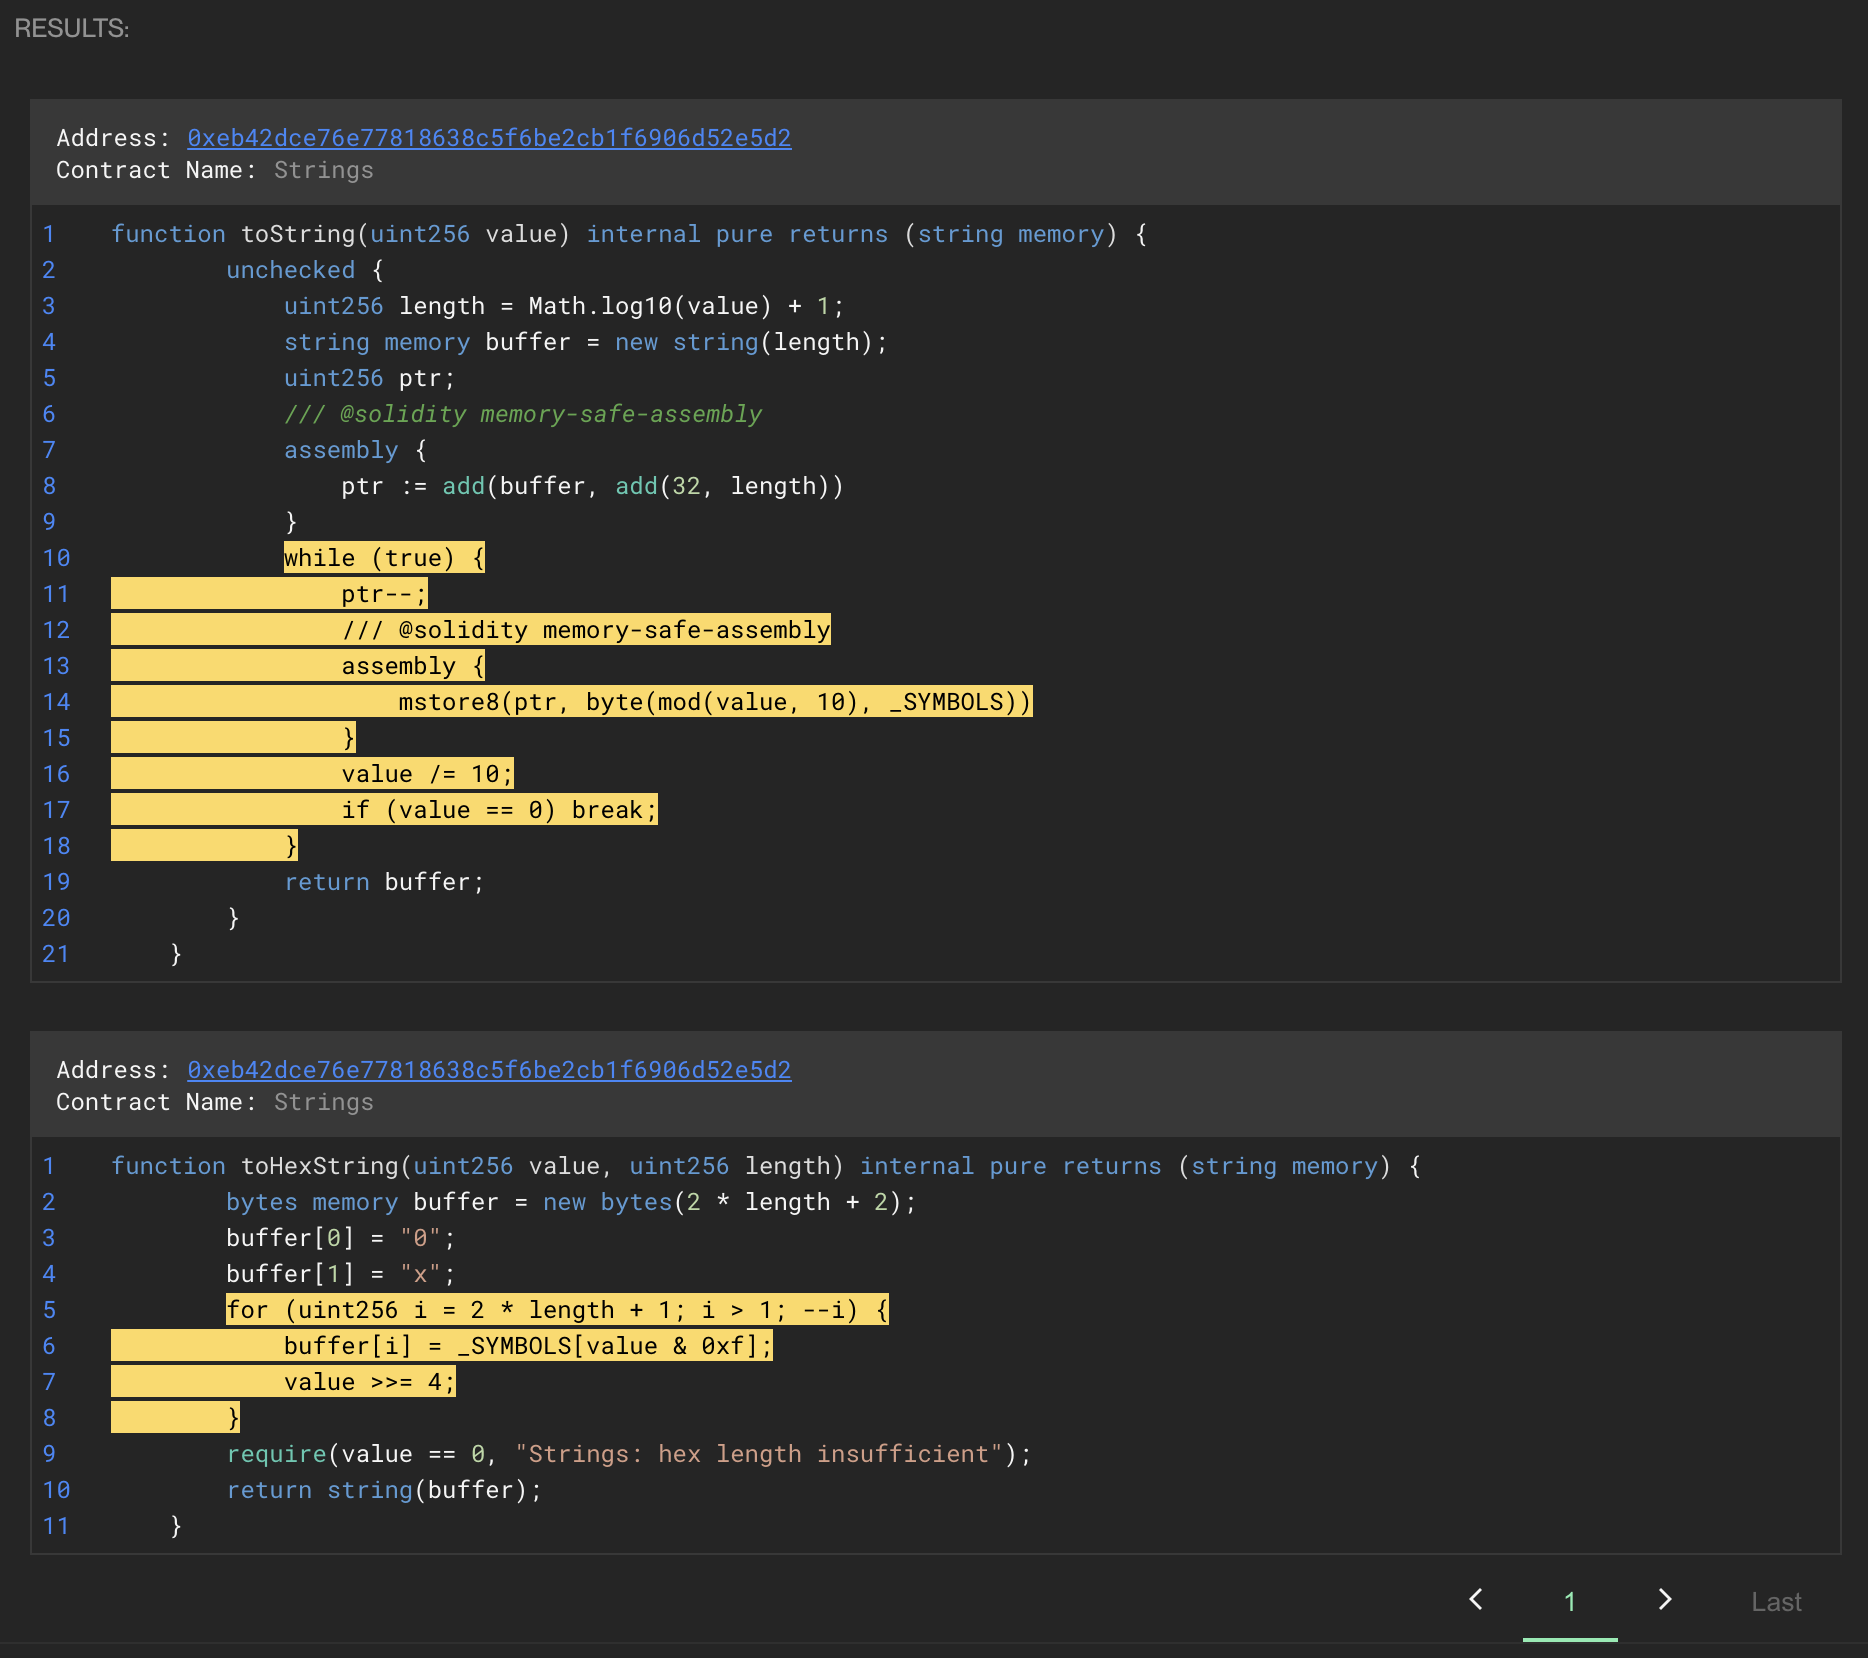 RESULTS:
Address: 0xeb42dce76e77818638c5f6be2cb1f6906d52e5d2
Contract Name: Strings
1 function toString(uint256 value) internal pure returns (string memory) {
2 unchecked {
3 uint256 length = Math.log10(value) + 1;
4 string memory buffer = new string(length);
5 uint256 ptr;
6 /// @solidity memory-safe-assembly
7 assembly {
8 ptr := add(buffer, add(32, length))
9 }
10 while (true) {
11 ptr--;
12 /// @solidity memory-safe-assembly
13 assembly {
14 mstore8(ptr, byte(mod(value, 10), _SYMBOLS))
15 }
16 value /= 10;
17 if (value == 0) break;
18 }
19 return buffer;
20 }
21 }
Address: 0xeb42dce76e77818638c5f6be2cb1f6906d52e5d2
Contract Name: Strings
1 function toHexString(uint256 value, uint256 length) internal pure returns (string memory) {
2 bytes memory buffer = new bytes(2 * length + 2);
3 buffer[0] = "0";
4 buffer[1] = "x";
5 for (uint256 i = 2 * length + 1; i > 1; --i) {
6 buffer[i] = _SYMBOLS[value & 0xf];
7 value >>= 4;
8 }
9 require(value == 0, "Strings: hex length insufficient");
10 return string(buffer);
11 }
1 Last